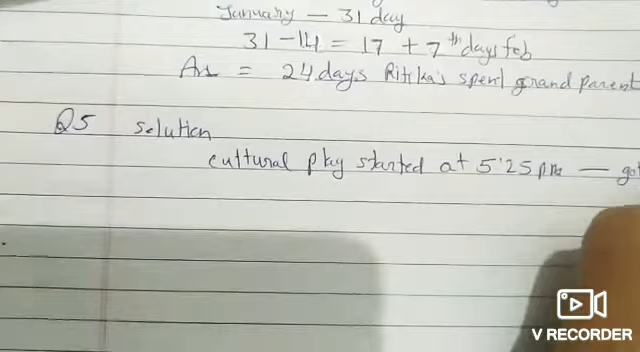 January — 31 day
31 - 14 = 17 + 7th days feb
Ans = 24 days Ritika's spent grand parent
Q5 solution
cultural play started at 5:25 pm —
V RECORDER